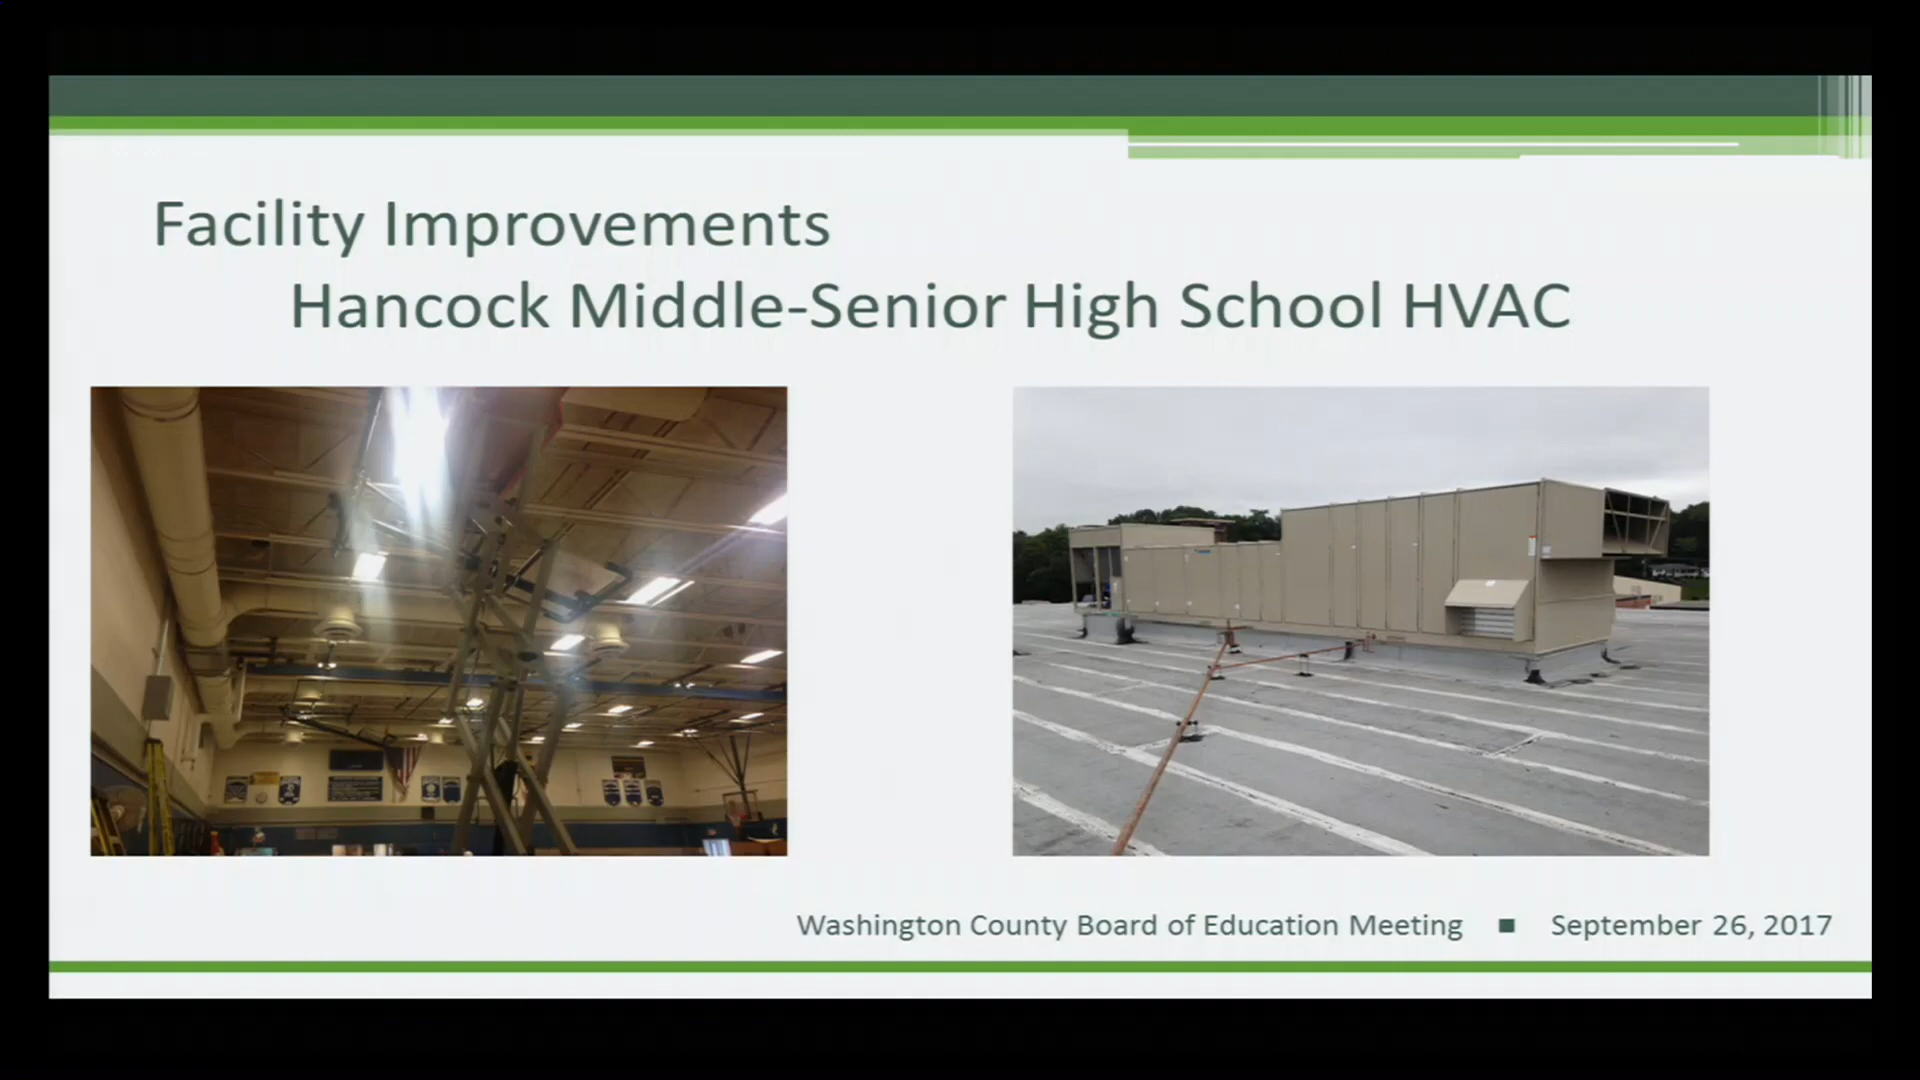 Facility Improvements
Hancock Middle-Senior High School HVAC
Washington County Board of Education Meeting ■ September 26, 2017